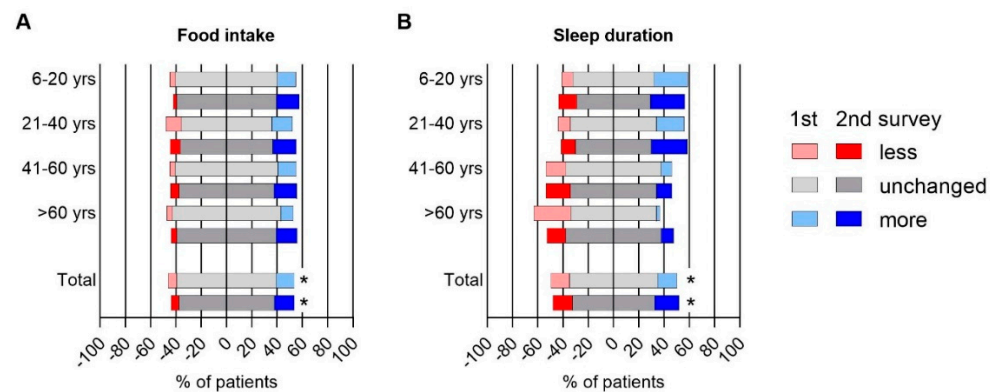 A
Food intake
6-20 yrs
21-40 yrs
41-60 yrs
>60 yrs
Total
*
*
-100 -80 -60 -40 -20 0 20 40 60 80 100
% of patients
B
Sleep duration
6-20 yrs
21-40 yrs
41-60 yrs
>60 yrs
Total
*
*
-100 -80 -60 -40 -20 0 20 40 60 80 100
% of patients
1st 2nd survey
less
unchanged
more